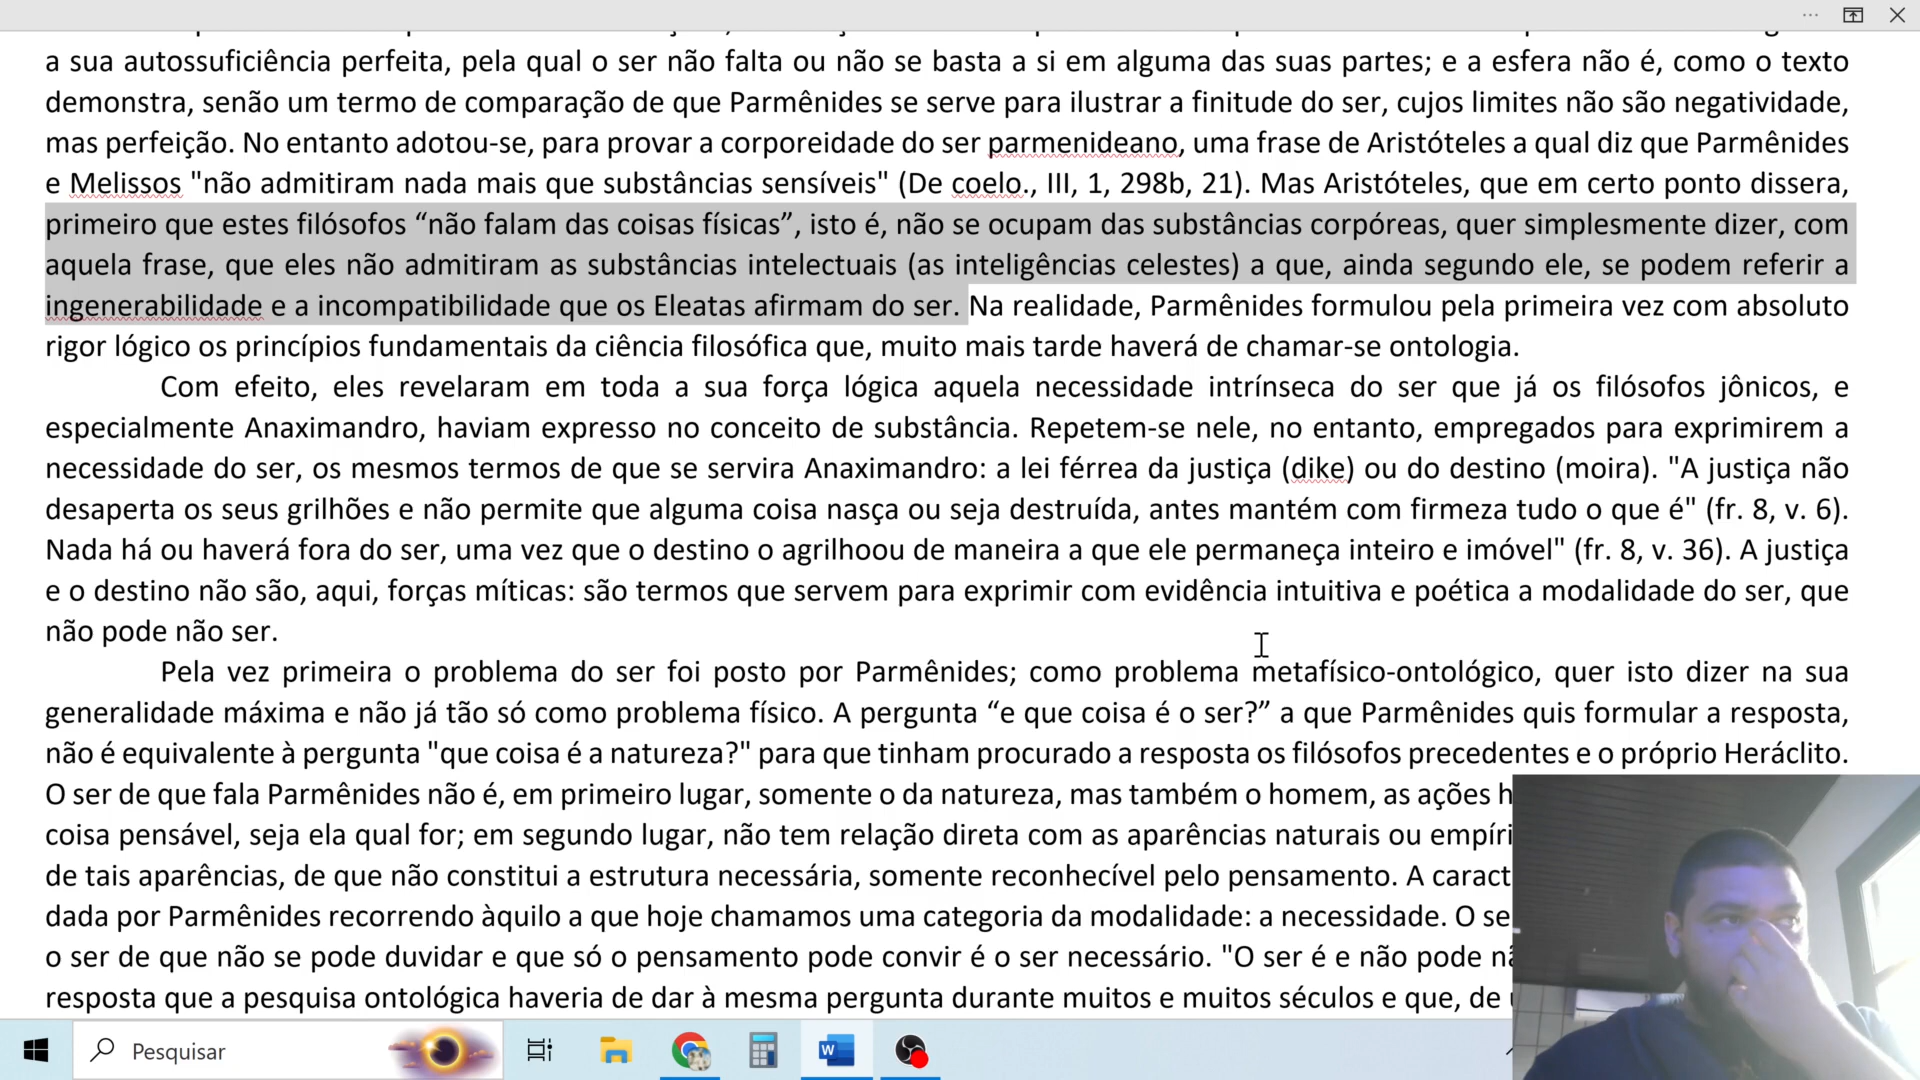 a sua autossuficiência perfeita, pela qual o ser não falta ou não se basta a si em alguma das suas partes; e a esfera não é, como o texto
demonstra, senão um termo de comparação de que Parmênides se serve para ilustrar a finitude do ser, cujos limites não são negatividade,
mas perfeição. No entanto adotou-se, para provar a corporeidade do ser parmenideano, uma frase de Aristóteles a qual diz que Parmênides
e Melissos "não admitiram nada mais que substâncias sensíveis" (De coelo., III, 1, 298b, 21). Mas Aristóteles, que em certo ponto dissera,
primeiro que estes filósofos “não falam das coisas físicas”, isto é, não se ocupam das substâncias corpóreas, quer simplesmente dizer, com
aquela frase, que eles não admitiram as substâncias intelectuais (as inteligências celestes) a que, ainda segundo ele, se podem referir a
ingenerabilidade e a incompatibilidade que os Eleatas afirmam do ser. Na realidade, Parmênides formulou pela primeira vez com absoluto
rigor lógico os princípios fundamentais da ciência filosófica que, muito mais tarde haverá de chamar-se ontologia.
Com efeito, eles revelaram em toda a sua força lógica aquela necessidade intrínseca do ser que já os filósofos jônicos, e
especialmente Anaximandro, haviam expresso no conceito de substância. Repetem-se nele, no entanto, empregados para exprimirem a
necessidade do ser, os mesmos termos de que se servira Anaximandro: a lei férrea da justiça (dike) ou do destino (moira). "A justiça não
desaperta os seus grilhões e não permite que alguma coisa nasça ou seja destruída, antes mantém com firmeza tudo o que é" (fr. 8, v. 6).
Nada há ou haverá fora do ser, uma vez que o destino o agrilhoou de maneira a que ele permaneça inteiro e imóvel" (fr. 8, v. 36). A justiça
e o destino não são, aqui, forças míticas: são termos que servem para exprimir com evidência intuitiva e poética a modalidade do ser, que
não pode não ser.
Pela vez primeira o problema do ser foi posto por Parmênides; como problema metafísico-ontológico, quer isto dizer na sua
generalidade máxima e não já tão só como problema físico. A pergunta “e que coisa é o ser?” a que Parmênides quis formular a resposta,
não é equivalente à pergunta "que coisa é a natureza?" para que tinham procurado a resposta os filósofos precedentes e o próprio Heráclito.
O ser de que fala Parmênides não é, em primeiro lugar, somente o da natureza, mas também o homem, as ações
coisa pensável, seja ela qual for; em segundo lugar, não tem relação direta com as aparências naturais ou
de tais aparências, de que não constitui a estrutura necessária, somente reconhecível pelo pensamento. A
dada por Parmênides recorrendo àquilo a que hoje chamamos uma categoria da modalidade: a necessidade. O
o ser de que não se pode duvidar e que só o pensamento pode convir é o ser necessário. "O ser é e não pode
resposta que a pesquisa ontológica haveria de dar à mesma pergunta durante muitos e muitos séculos e que, de
Pesquisar
W